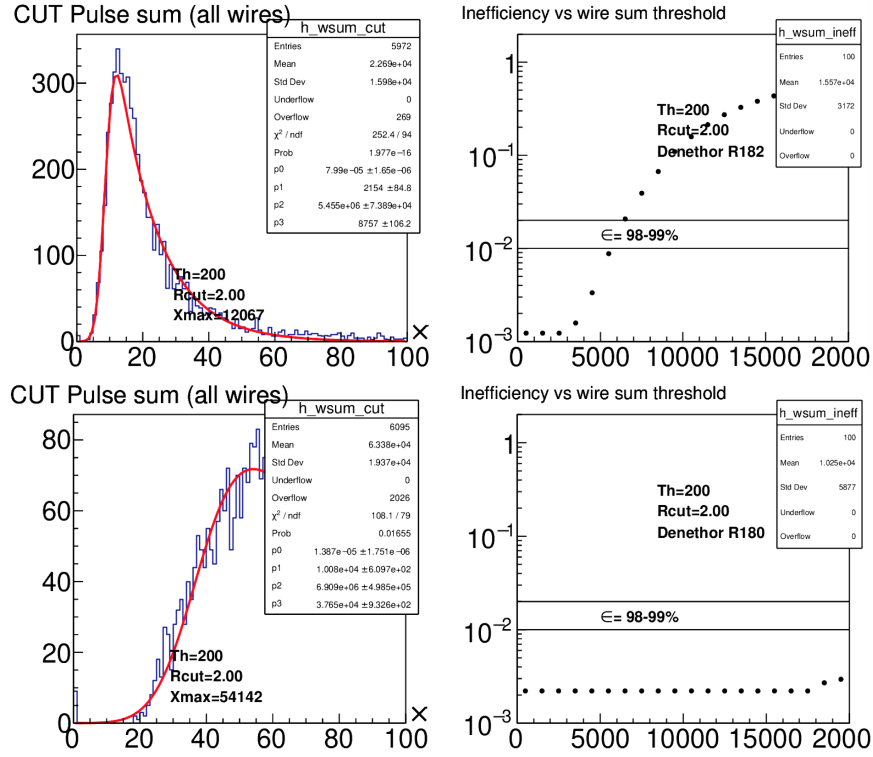 CUT Pulse sum (all wires)
h_wsum_cut
Entries 5972
Mean 2.269e+04
Std Dev 1.598e+04
Underflow 0
Overflow 269
χ² / ndf 252.4 / 94
Prob 1.977e−16
p0 7.99e−05 ±1.65e−06
p1 2154 ±84.8
p2 5.455e+06 ±7.389e+04
p3 8757 ±106.2
300
200
100
0
Th=200
Rcut=2.00
Xmax=12067
0 20 40 60 80 100
×
Inefficiency vs wire sum threshold
h_wsum_ineff
Entries 100
Mean 1.557e+04
Std Dev 3172
Underflow 0
Overflow 0
1
10⁻¹
10⁻²
10⁻³
Th=200
Rcut=2.00
Denethor R182
∈= 98-99%
0 5000 10000 15000 2000
CUT Pulse sum (all wires)
h_wsum_cut
Entries 6095
Mean 6.338e+04
Std Dev 1.937e+04
Underflow 0
Overflow 2026
χ² / ndf 108.1 / 79
Prob 0.01655
p0 1.387e−05 ±1.751e−06
p1 1.008e+04 ±6.097e+02
p2 6.909e+06 ±4.985e+05
p3 3.765e+04 ±9.326e+02
80
60
40
20
0
Th=200
Rcut=2.00
Xmax=54142
0 20 40 60 80 100
×
Inefficiency vs wire sum threshold
h_wsum_ineff
Entries 100
Mean 1.025e+04
Std Dev 5877
Underflow 0
Overflow 0
1
10⁻¹
10⁻²
10⁻³
Th=200
Rcut=2.00
Denethor R180
∈= 98-99%
0 5000 10000 15000 2000